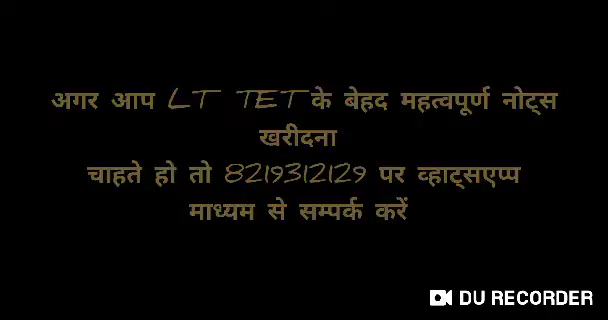 अगर आप LT TET के बेहद महत्वपूर्ण नोट्स
खरीदना
चाहते हो तो 8219312129 पर व्हाट्सएप्प
माध्यम से सम्पर्क करें
DU RECORDER